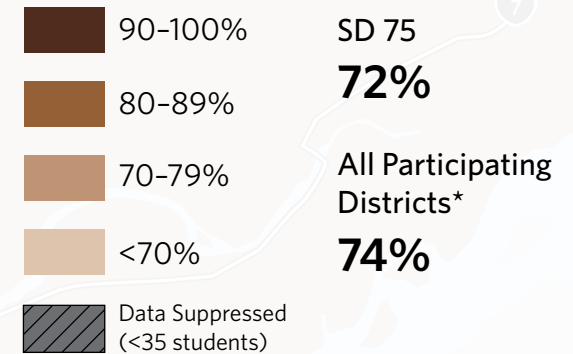 90–100%
80–89%
70–79%
<70%
Data Suppressed
(<35 students)
SD 75
72%
All Participating
Districts*
74%